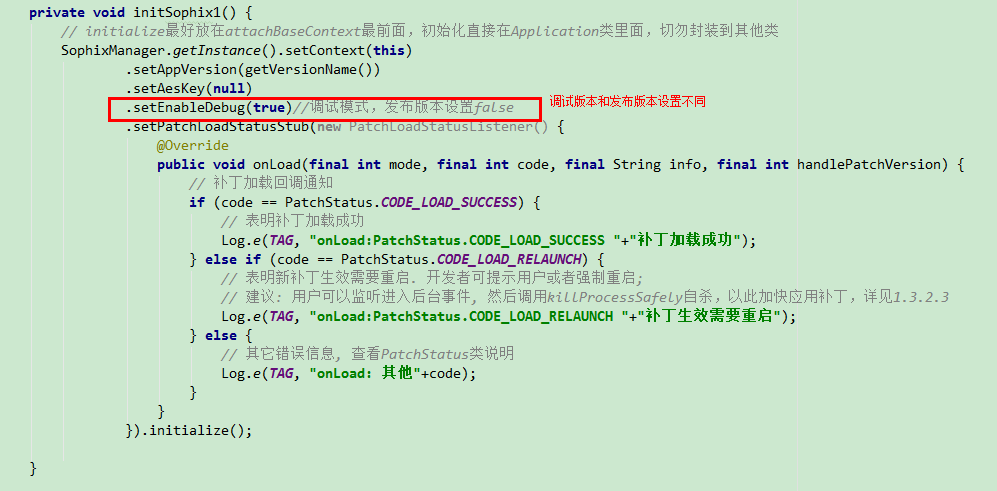 private void initSophix1() {
// initialize最好放在attachBaseContext最前面，初始化直接在Application类里面，切勿封装到其他类
SophixManager.getInstance().setContext(this)
.setAppVersion(getVersionName())
.setAesKey(null)
.setEnableDebug(true)//调试模式，发布版本设置false 调试版本和发布版本设置不同
.setPatchLoadStatusStub(new PatchLoadStatusListener() {
@Override
public void onLoad(final int mode, final int code, final String info, final int handlePatchVersion) {
// 补丁加载回调通知
if (code == PatchStatus.CODE_LOAD_SUCCESS) {
// 表明补丁加载成功
Log.e(TAG, "onLoad:PatchStatus.CODE_LOAD_SUCCESS "+"补丁加载成功");
} else if (code == PatchStatus.CODE_LOAD_RELAUNCH) {
// 表明新补丁生效需要重启. 开发者可提示用户或者强制重启;
// 建议: 用户可以监听进入后台事件, 然后调用killProcessSafely自杀，以此加快应用补丁，详见1.3.2.3
Log.e(TAG, "onLoad:PatchStatus.CODE_LOAD_RELAUNCH "+"补丁生效需要重启");
} else {
// 其它错误信息, 查看PatchStatus类说明
Log.e(TAG, "onLoad: 其他"+code);
}
}
}).initialize();
}